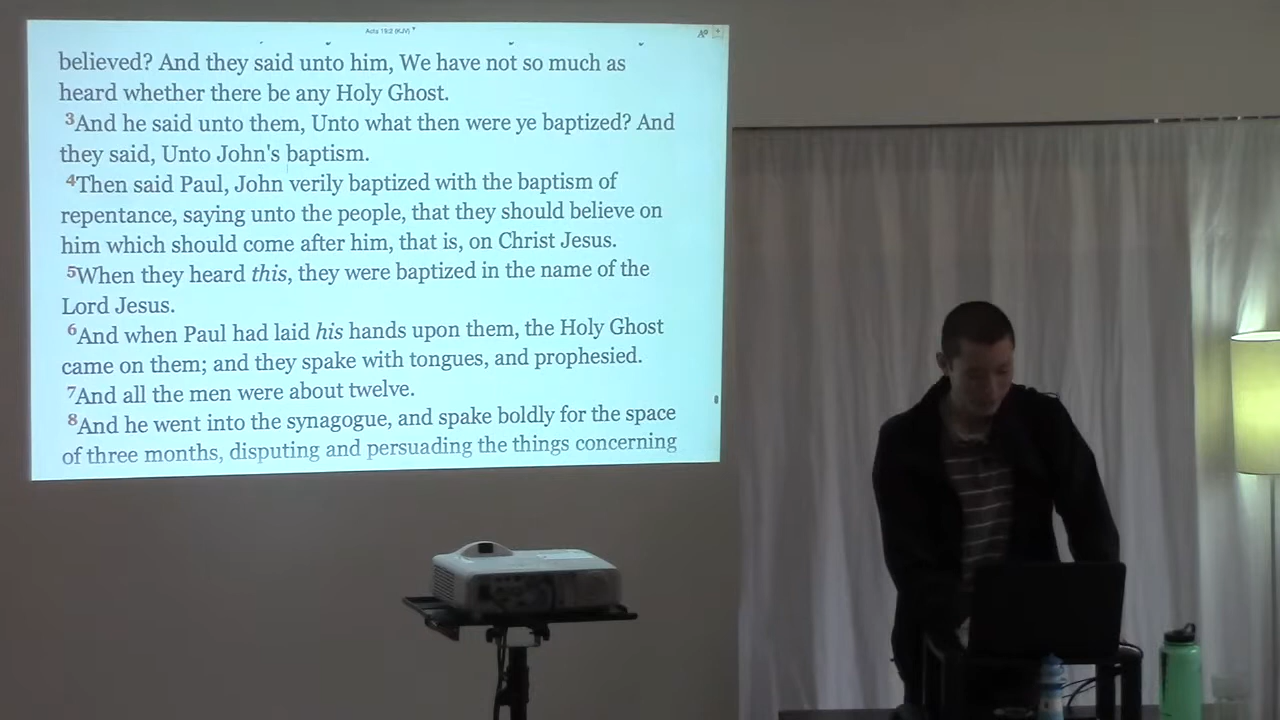 Acts 19:2 (KJV)
believed? And they said unto him, We have not so much as
heard whether there be any Holy Ghost.
3And he said unto them, Unto what then were ye baptized? And
they said, Unto John's baptism.
4Then said Paul, John verily baptized with the baptism of
repentance, saying unto the people, that they should believe on
him which should come after him, that is, on Christ Jesus.
5When they heard this, they were baptized in the name of the
Lord Jesus.
6And when Paul had laid his hands upon them, the Holy Ghost
came on them; and they spake with tongues, and prophesied.
7And all the men were about twelve.
8And he went into the synagogue, and spake boldly for the space
of three months, disputing and persuading the things concerning